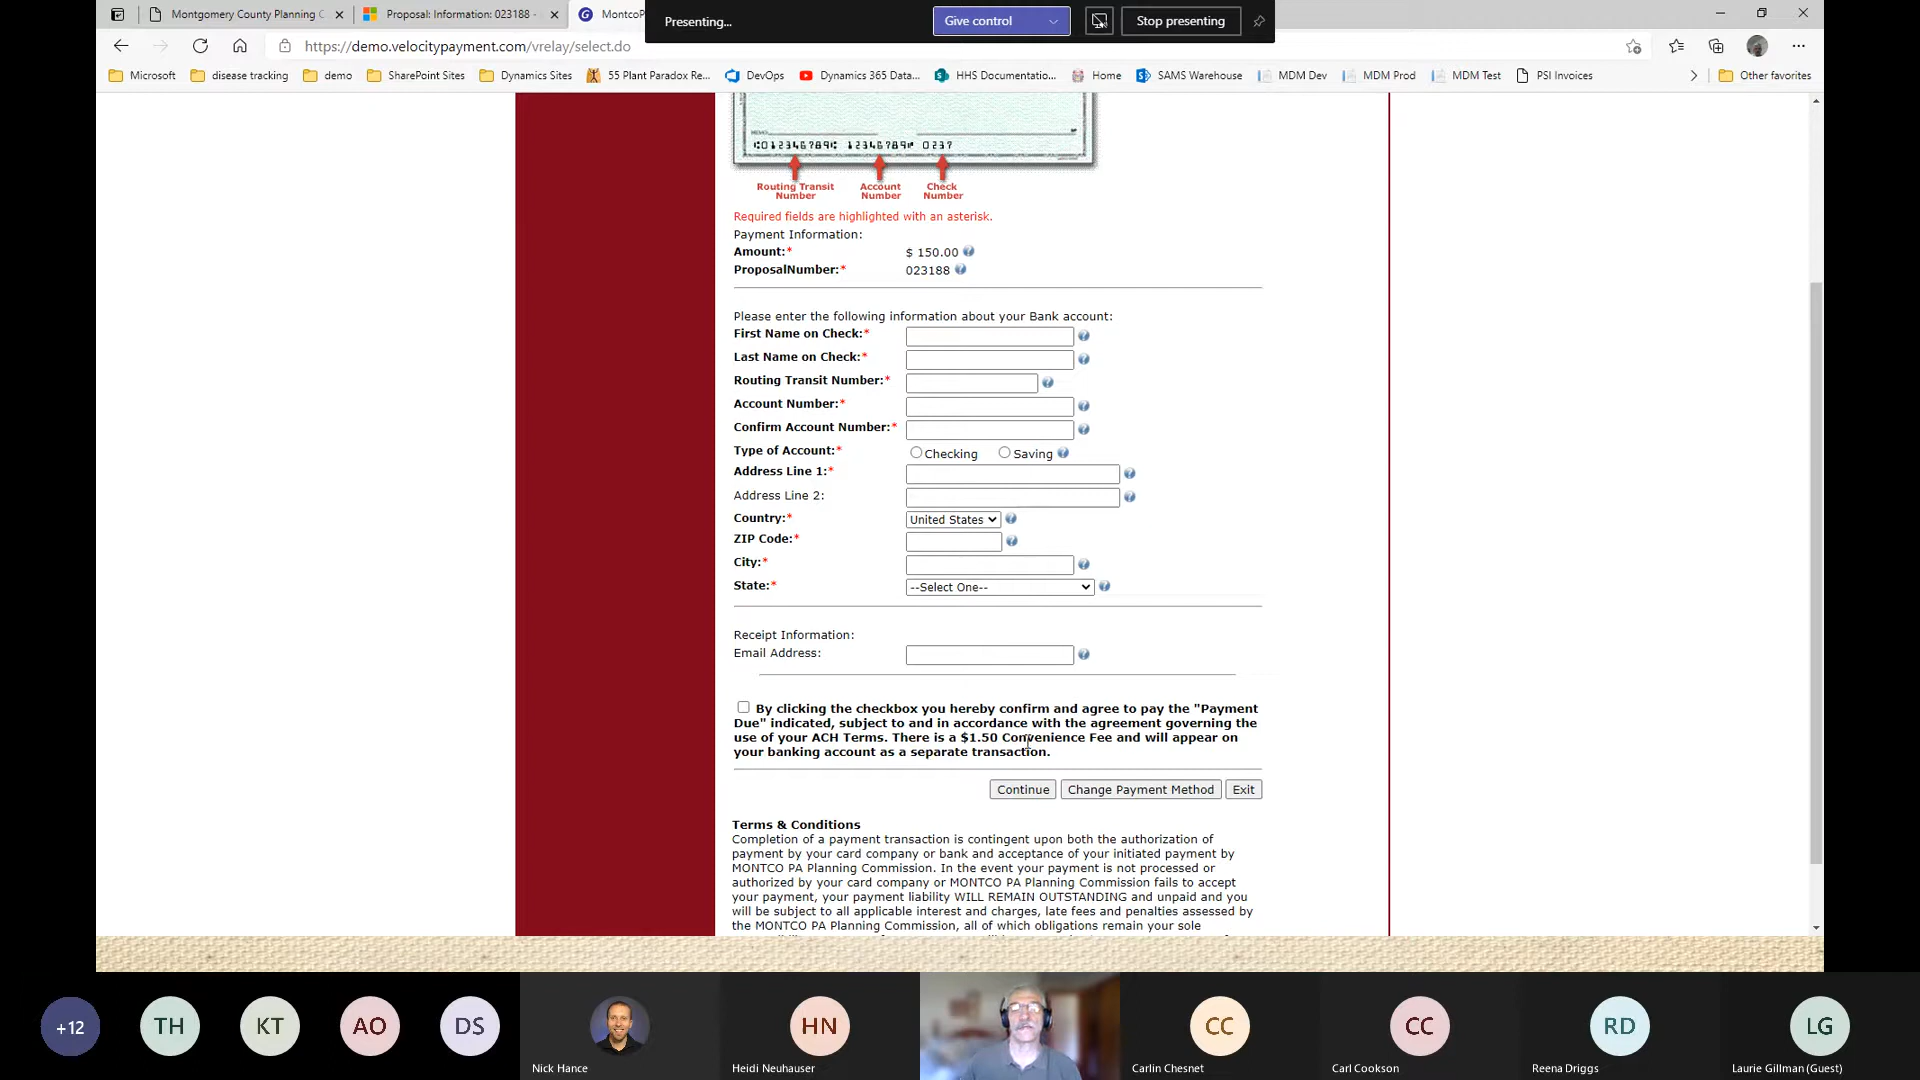 Montgomery County Planning C
Proposal: Information: 023188 -
MontcoP
Presenting...
Give control
Stop presenting
https://demo.velocitypayment.com/vrelay/select.do
Microsoft
disease tracking
demo
SharePoint Sites
Dynamics Sites
55 Plant Paradox Re...
DevOps
Dynamics 365 Data...
HHS Documentatio...
Home
SAMS Warehouse
MDM Dev
MDM Prod
MDM Test
PSI Invoices
Other favorites
MEMO
⑆0123456789⑆ 123456789⑈ 0237
Routing Transit Number
Account Number
Check Number
Required fields are highlighted with an asterisk.
Payment Information:
Amount:* $ 150.00
ProposalNumber:* 023188
Please enter the following information about your Bank account:
First Name on Check:*
Last Name on Check:*
Routing Transit Number:*
Account Number:*
Confirm Account Number:*
Type of Account:* Checking Saving
Address Line 1:*
Address Line 2:
Country:* United States
ZIP Code:*
City:*
State:* --Select One--
Receipt Information:
Email Address:
By clicking the checkbox you hereby confirm and agree to pay the "Payment
Due" indicated, subject to and in accordance with the agreement governing the
use of your ACH Terms. There is a $1.50 Convenience Fee and will appear on
your banking account as a separate transaction.
Continue
Change Payment Method
Exit
Terms & Conditions
Completion of a payment transaction is contingent upon both the authorization of
payment by your card company or bank and acceptance of your initiated payment by
MONTCO PA Planning Commission. In the event your payment is not processed or
authorized by your card company or MONTCO PA Planning Commission fails to accept
your payment, your payment liability WILL REMAIN OUTSTANDING and unpaid and you
will be subject to all applicable interest and charges, late fees and penalties assessed by
the MONTCO PA Planning Commission, all of which obligations remain your sole
+12
TH
KT
AO
DS
Nick Hance
HN
Heidi Neuhauser
CC
Carlin Chesnet
CC
Carl Cookson
RD
Reena Driggs
LG
Laurie Gillman (Guest)